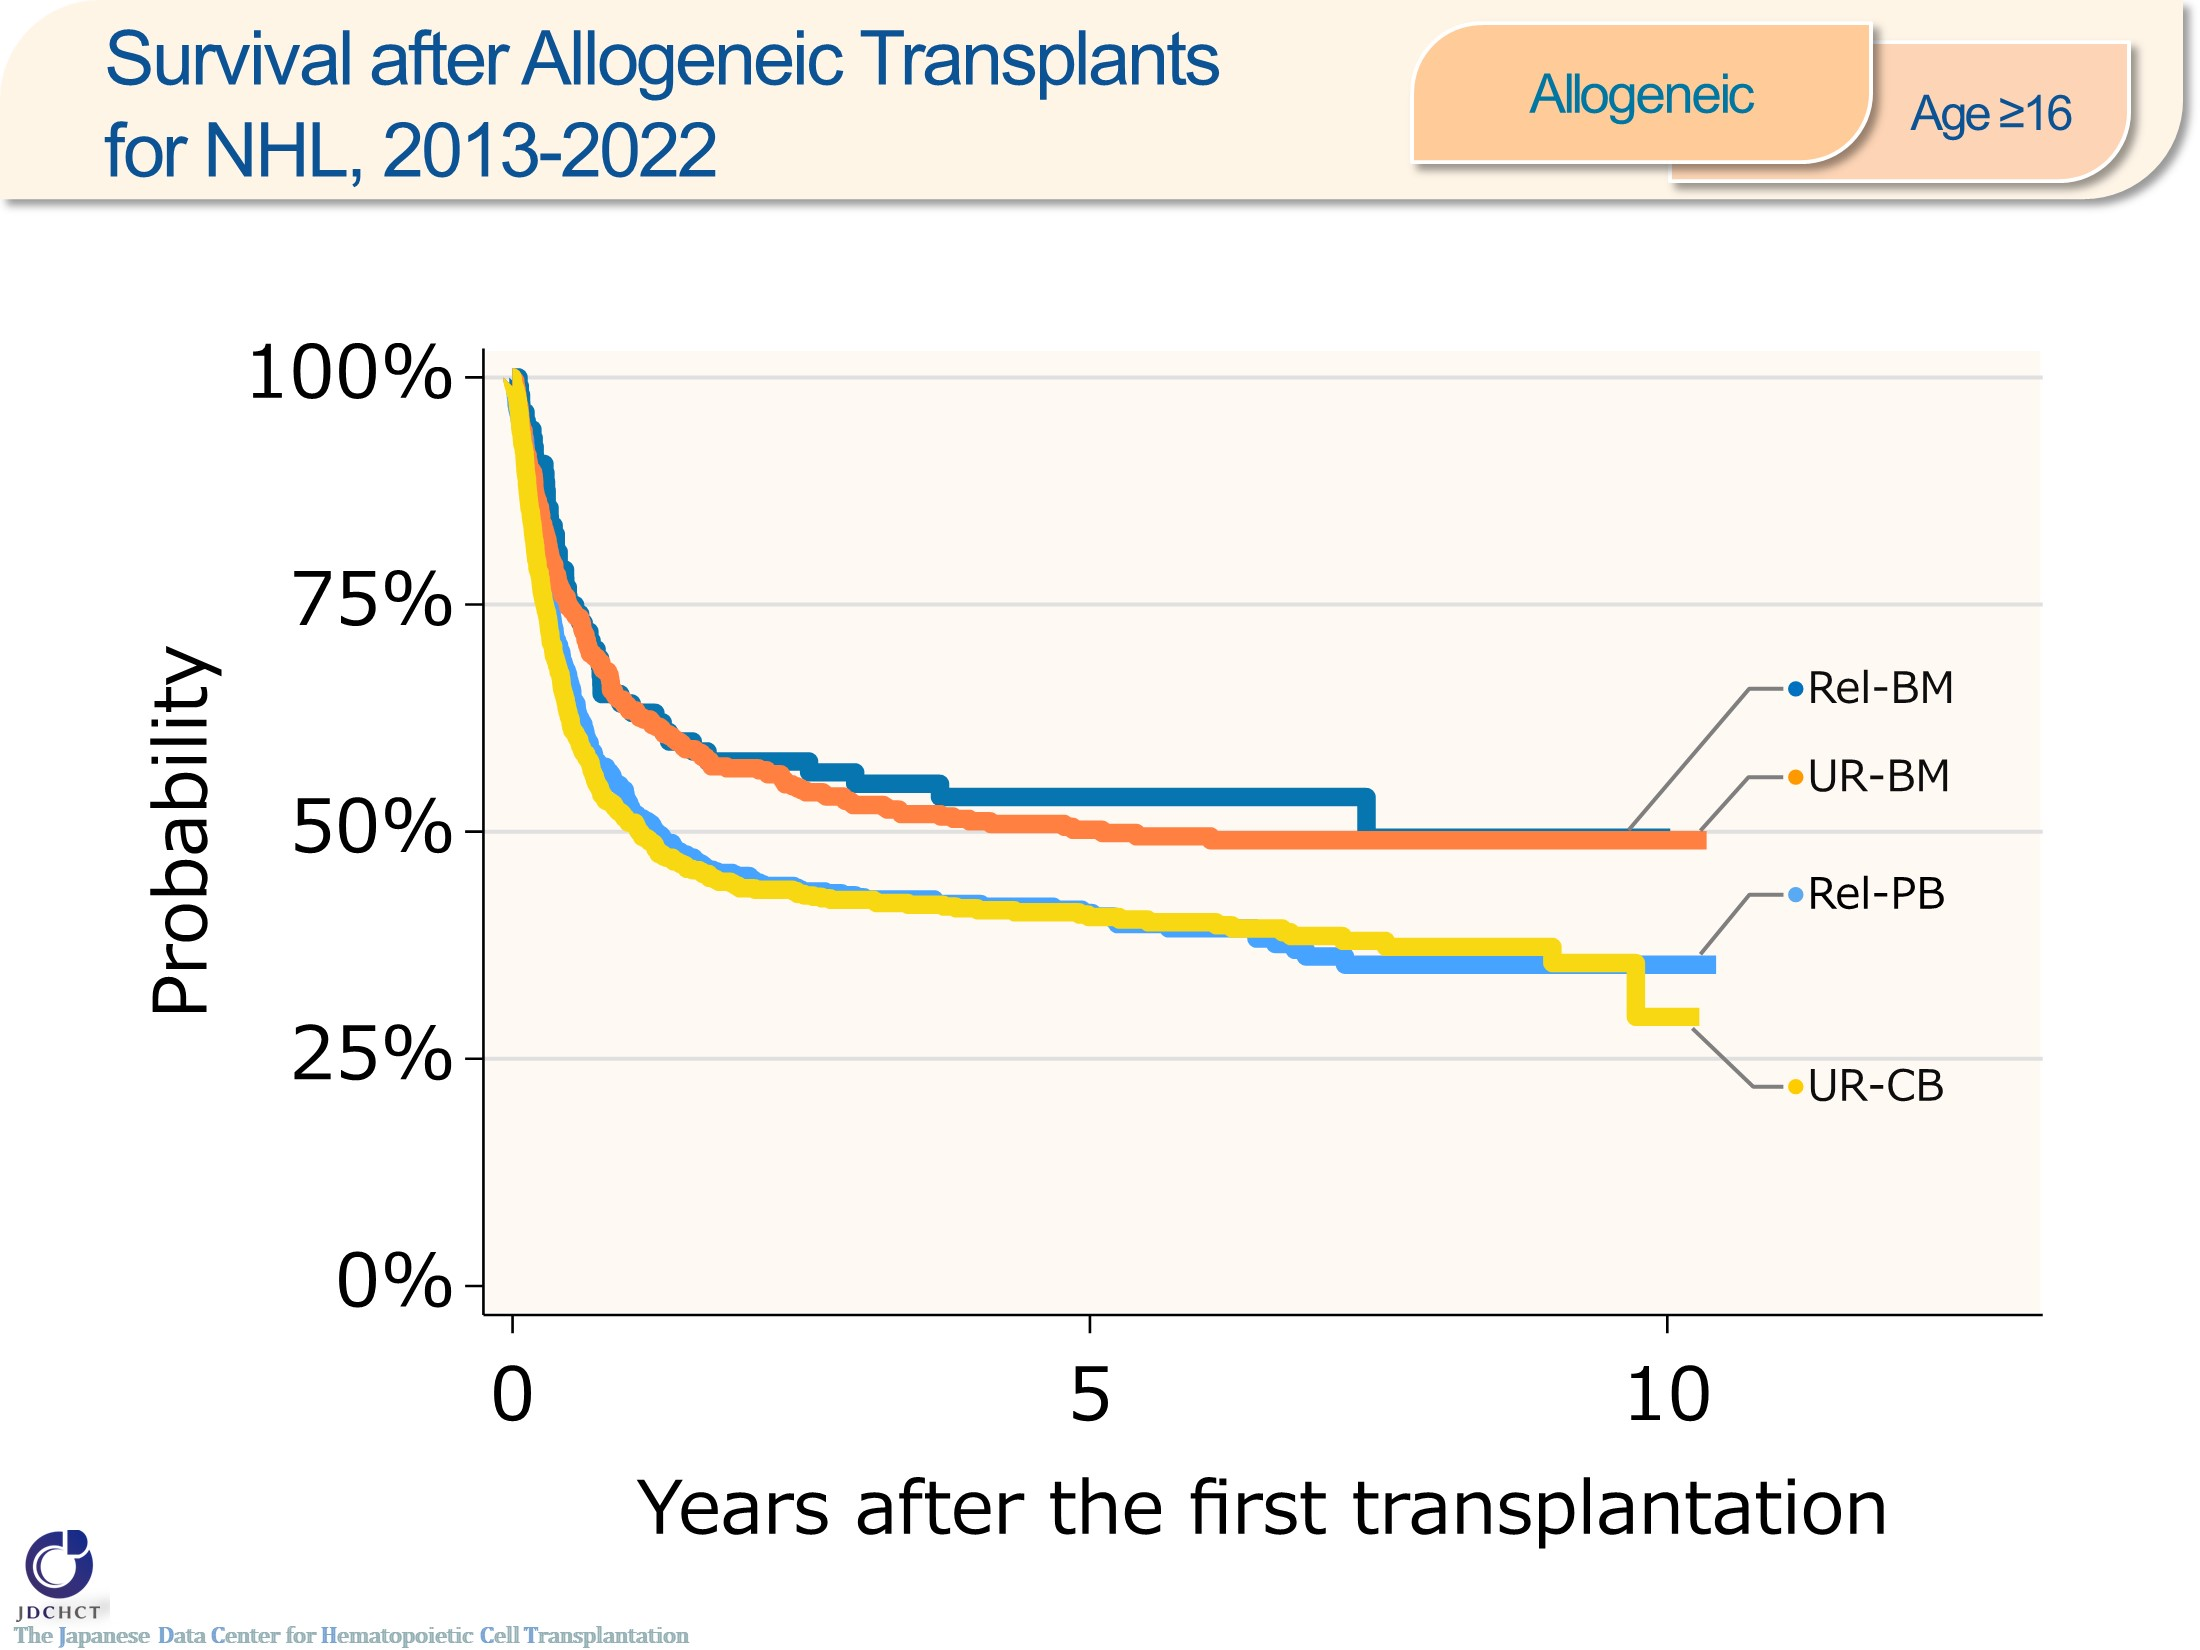 Survival after Allogeneic Transplants
for NHL, 2013-2022
Allogeneic
Age ≥16
100%
75%
50%
25%
0%
Probability
Rel-BM
UR-BM
Rel-PB
UR-CB
0 5 10
Years after the first transplantation
JDCHCT
The Japanese Data Center for Hematopoietic Cell Transplantation